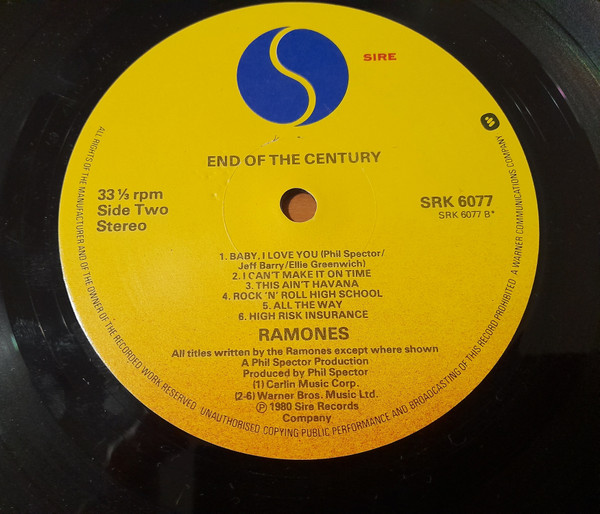 SIRE
END OF THE CENTURY
33 ⅓ rpm
Side Two
Stereo
SRK 6077
SRK 6077 B*
1. BABY, I LOVE YOU (Phil Spector/
Jeff Barry/Ellie Greenwich)
2. I CAN'T MAKE IT ON TIME
3. THIS AIN'T HAVANA
4. ROCK 'N' ROLL HIGH SCHOOL
5. ALL THE WAY
6. HIGH RISK INSURANCE
RAMONES
All titles written by the Ramones except where shown
A Phil Spector Production
Produced by Phil Spector
(1) Carlin Music Corp.
(2-6) Warner Bros. Music Ltd.
℗ 1980 Sire Records
Company
ALL RIGHTS OF THE MANUFACTURER AND OF THE OWNER OF THE RECORDED WORK RESERVED. UNAUTHORISED COPYING PUBLIC PERFORMANCE AND BROADCASTING OF THIS RECORD PROHIBITED. A WARNER COMMUNICATIONS COMPANY